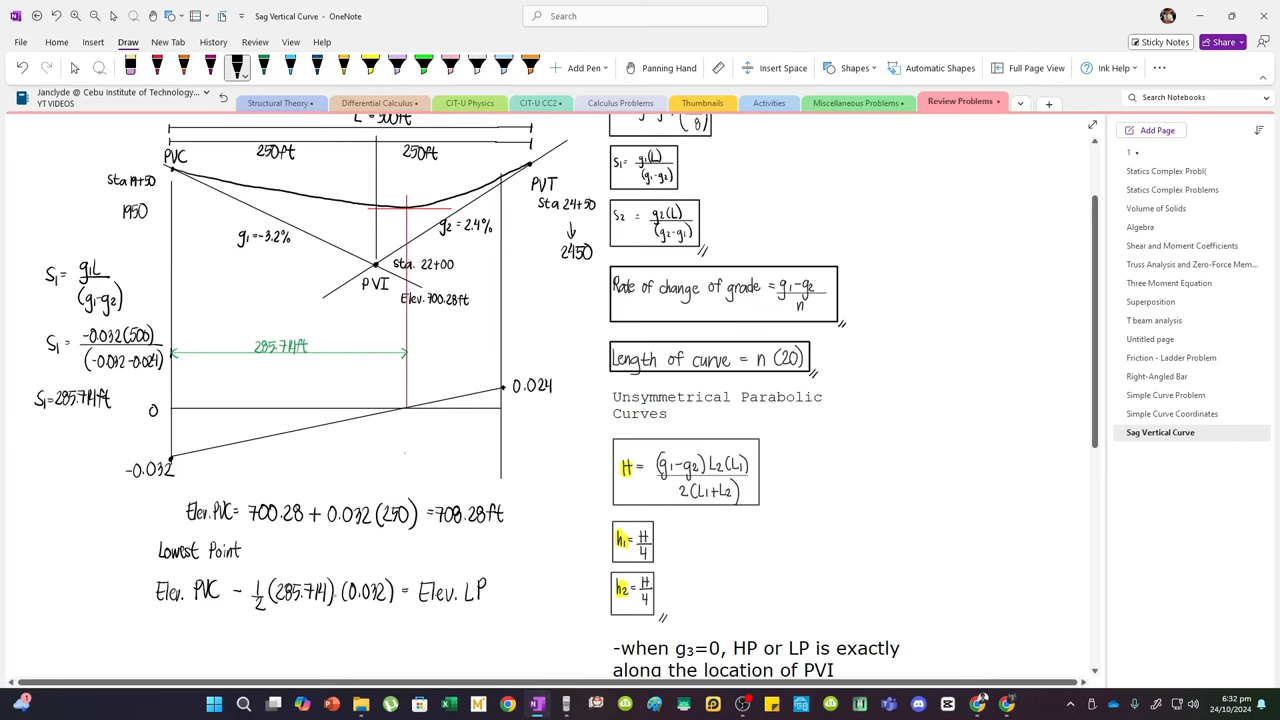 Sag Vertical Curve - OneNote
Search
File Home Insert Draw New Tab History Review View Help
Sticky Notes
Share
Add Pen
Panning Hand
Insert Space
Shapes
Automatic Shapes
Full Page View
Ink Help
Janclyde @ Cebu Institute of Technology...
YT VIDEOS
Structural Theory
Differential Calculus
CIT-U Physics
CIT-U CC2
Calculus Problems
Thumbnails
Activities
Miscellaneous Problems
Review Problems
Search Notebooks
Add Page
1
Statics Complex Probl(
Statics Complex Problems
Volume of Solids
Algebra
Shear and Moment Coefficients
Truss Analysis and Zero-Force Mem...
Three Moment Equation
Superposition
T beam analysis
Untitled page
Friction - Ladder Problem
Right-Angled Bar
Simple Curve Problem
Simple Curve Coordinates
Sag Vertical Curve
L = 500ft
250ft 250ft
PVC
Sta 19+50
1950
PVT
Sta 24+50
↓
2450
g₁=-3.2%
g₂= 2.4%
Sta. 22+00
PVI
Elev. 700.28ft
S₁ = g₁L
(g₁-g₂)
S₁ = -0.032(500)
(-0.032-0.024)
S₁=285.714ft
285.714ft
0
0.024
-0.032
Elev. PVC= 700.28 + 0.032(250) =708.28ft
Lowest Point
Elev. PVC - 1/2 (285.714)(0.032) = Elev. LP
8
S₁= g₁(L)
(g₁-g₂)
S₂ = g₂(L)
(g₂-g₁)
Rate of change of grade = g₁-g₂
n
Length of curve = n (20)
Unsymmetrical Parabolic
Curves
H = (g₁-g₂) L₂(L₁)
2(L₁+L₂)
h₁= H
4
h₂= H
4
-when g₃=0, HP or LP is exactly
along the location of PVI
6:32 pm
24/10/2024